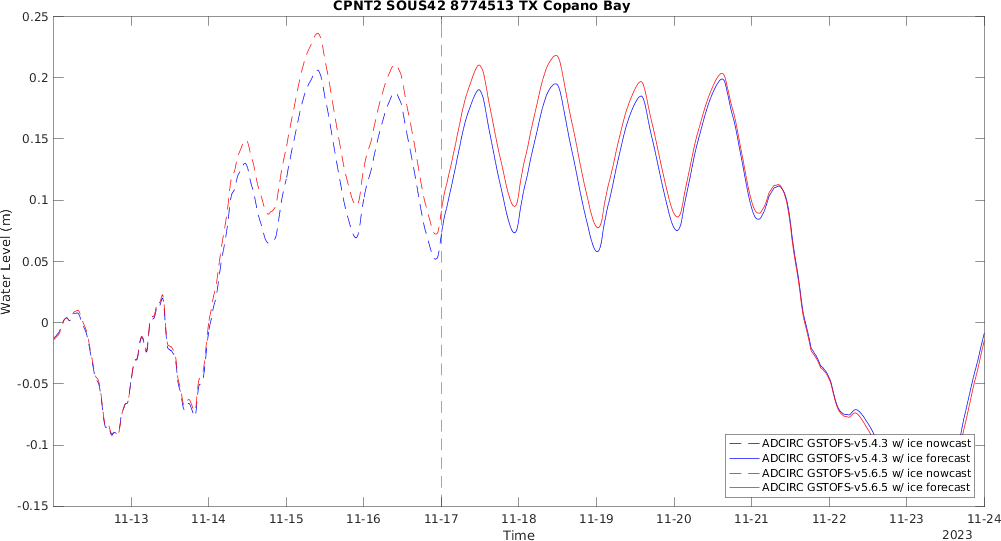 CPNT2 SOUS42 8774513 TX Copano Bay
Water Level (m)
0.25
0.2
0.15
0.1
0.05
0
-0.05
-0.1
-0.15
ADCIRC GSTOFS-v5.4.3 w/ ice nowcast
ADCIRC GSTOFS-v5.4.3 w/ ice forecast
ADCIRC GSTOFS-v5.6.5 w/ ice nowcast
ADCIRC GSTOFS-v5.6.5 w/ ice forecast
11-13 11-14 11-15 11-16 11-17 11-18 11-19 11-20 11-21 11-22 11-23 11-24
Time
2023